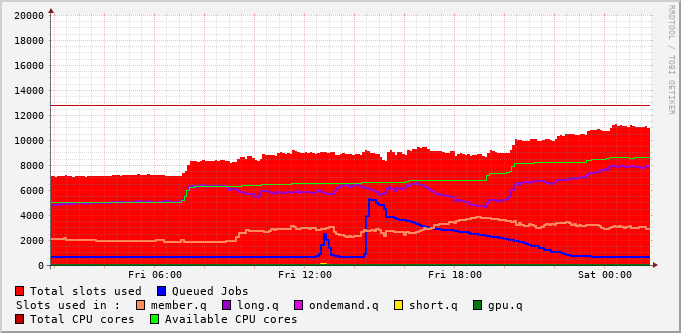 20000
18000
16000
14000
12000
10000
8000
6000
4000
2000
0
Fri 06:00 Fri 12:00 Fri 18:00 Sat 00:00
Total slots used Queued Jobs
Slots used in : member.q long.q ondemand.q short.q gpu.q
Total CPU cores Available CPU cores
RRDTOOL / TOBI OETIKER